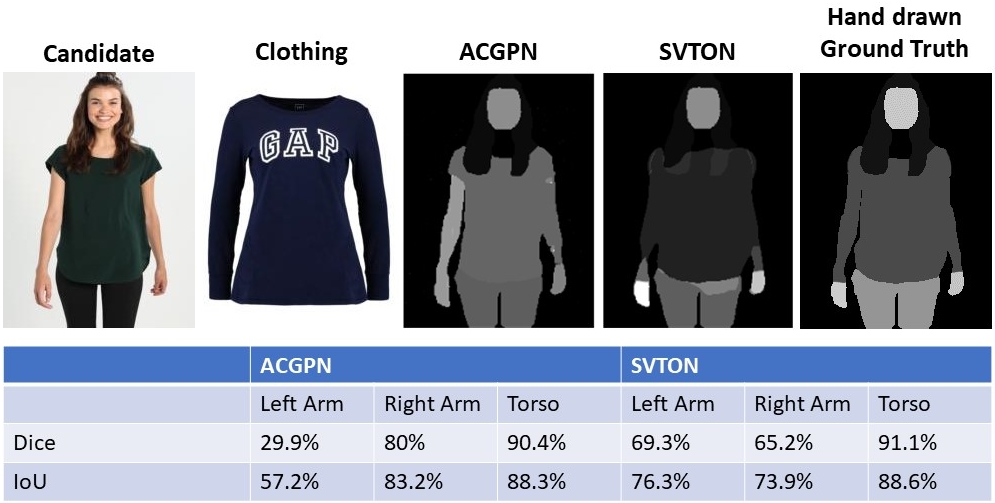 Candidate
Clothing
ACGPN
SVTON
Hand drawn
Ground Truth
GAP
ACGPN SVTON
Left Arm Right Arm Torso Left Arm Right Arm Torso
Dice 29.9% 80% 90.4% 69.3% 65.2% 91.1%
IoU 57.2% 83.2% 88.3% 76.3% 73.9% 88.6%